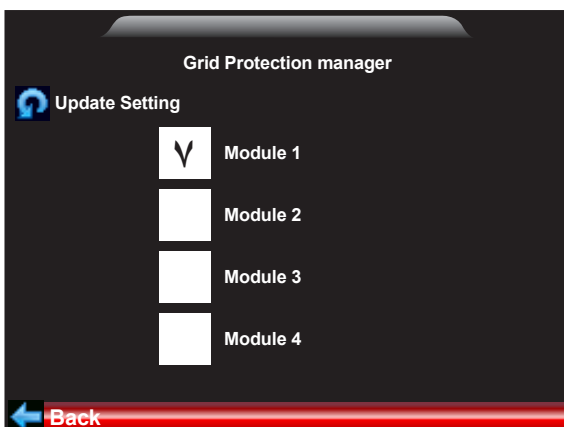 Grid Protection manager
Update Setting
√ Module 1
Module 2
Module 3
Module 4
Back